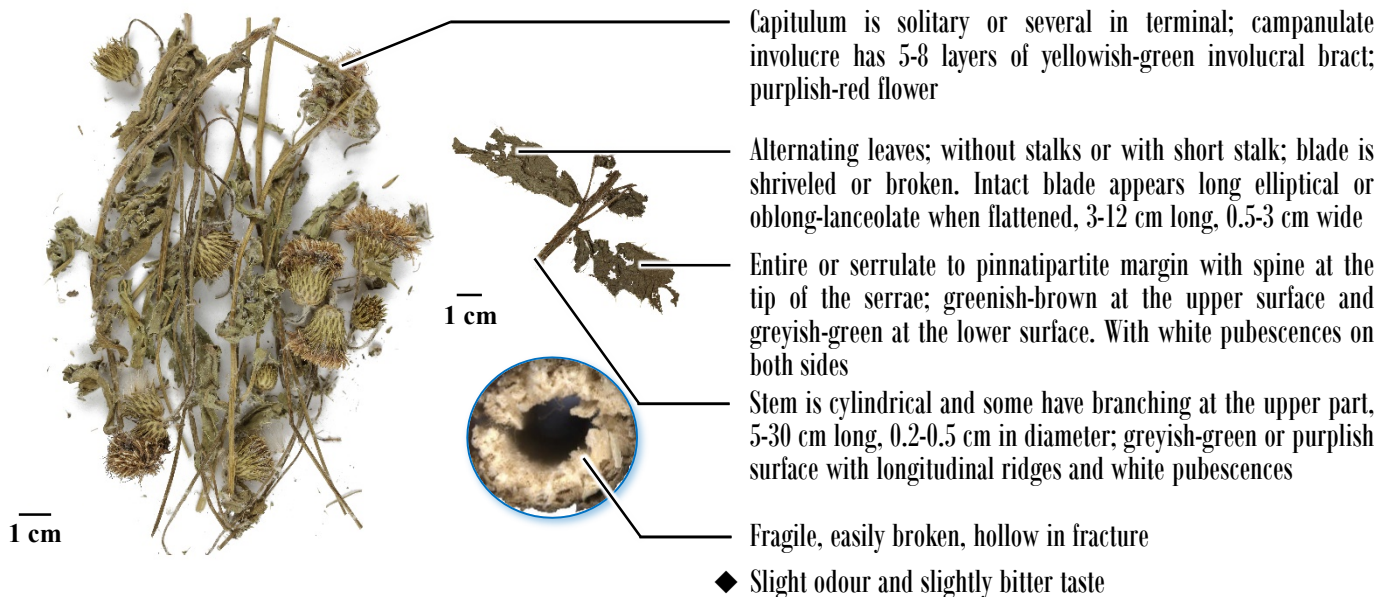 Capitulum is solitary or several in terminal; campanulate
involucre has 5-8 layers of yellowish-green involucral bract;
purplish-red flower
Alternating leaves; without stalks or with short stalk; blade is
shriveled or broken. Intact blade appears long elliptical or
oblong-lanceolate when flattened, 3-12 cm long, 0.5-3 cm wide
Entire or serrulate to pinnatipartite margin with spine at the
tip of the serrae; greenish-brown at the upper surface and
greyish-green at the lower surface. With white pubescences on
both sides
1 cm
Stem is cylindrical and some have branching at the upper part,
5-30 cm long, 0.2-0.5 cm in diameter; greyish-green or purplish
surface with longitudinal ridges and white pubescences
1 cm
Fragile, easily broken, hollow in fracture
◆ Slight odour and slightly bitter taste